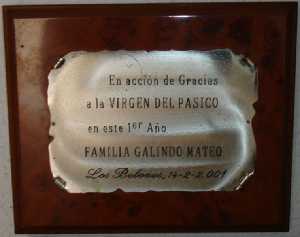 En acción de Gracias
a la VIRGEN DEL PASICO
en este 1er Año
FAMILIA GALINDO MATEO
Los Belones, 14-2-2.001